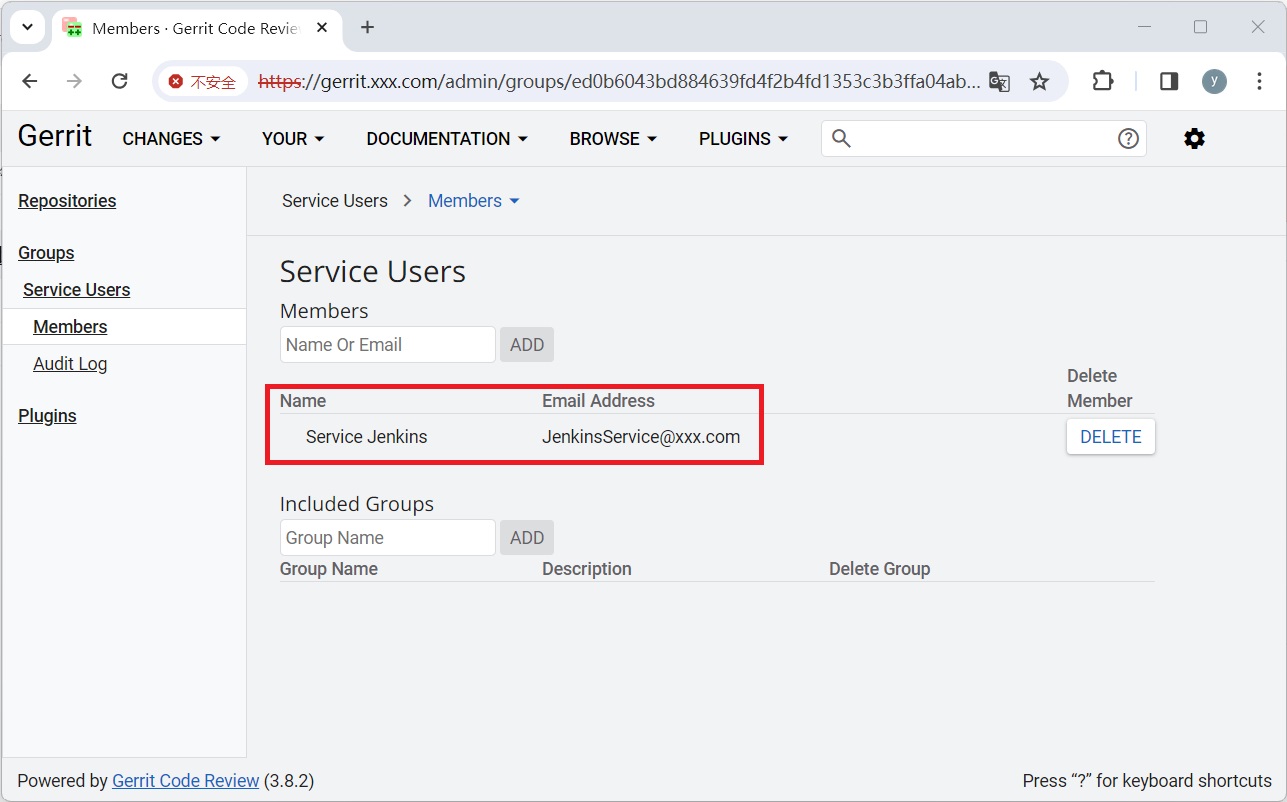 Members · Gerrit Code Revie
不安全 https://gerrit.xxx.com/admin/groups/ed0b6043bd884639fd4f2b4fd1353c3b3ffa04ab... y
Gerrit CHANGES YOUR DOCUMENTATION BROWSE PLUGINS
Repositories
Groups
Service Users
Members
Audit Log
Plugins
Service Users > Members
Service Users
Members
Name Or Email ADD
Name Email Address Delete Member
Service Jenkins JenkinsService@xxx.com DELETE
Included Groups
Group Name ADD
Group Name Description Delete Group
Powered by Gerrit Code Review (3.8.2) Press “?” for keyboard shortcuts